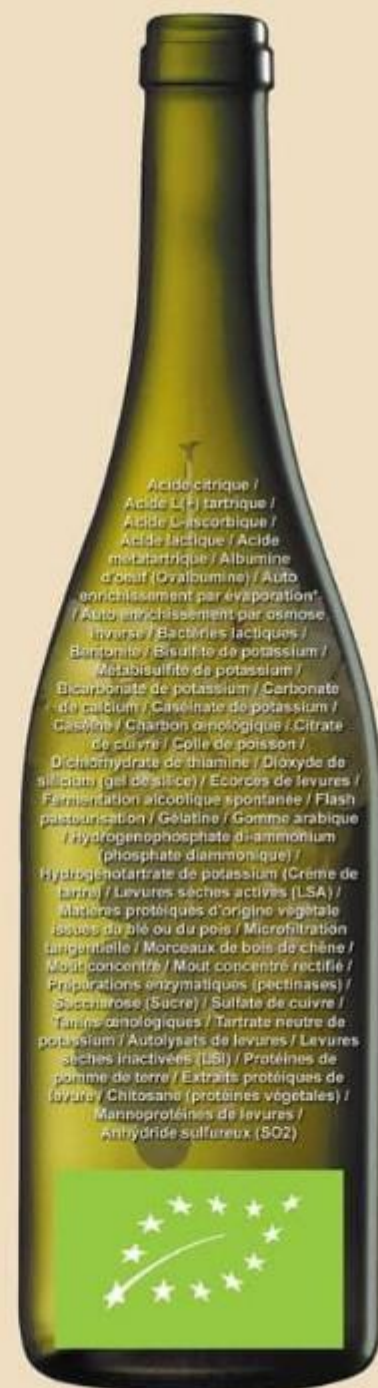 Acide citrique /
Acide L(+) tartrique /
Acide L-ascorbique /
Acide lactique / Acide
métatartrique / Albumine
d'oeuf (Ovalbumine) / Auto
enrichissement par évaporation*
/ Auto enrichissement par osmose
inverse / Bactéries lactiques /
Bentonite / Bisulfite de potassium /
Métabisulfite de potassium /
Bicarbonate de potassium / Carbonate
de calcium / Caséinate de potassium /
Caséine / Charbon œnologique / Citrate
de cuivre / Colle de poisson /
Dichlorhydrate de thiamine / Dioxyde de
silicium (gel de silice) / Ecorces de levures /
Fermentation alcoolique spontanée / Flash
pasteurisation / Gélatine / Gomme arabique
/ Hydrogénophosphate di-ammonium
(phosphate diammonique) /
Hydrogénotartrate de potassium (Crème de
tartre) / Levures sèches actives (LSA) /
Matières protéiques d'origine végétale
issues du blé ou du pois / Microfiltration
tangentielle / Morceaux de bois de chêne /
Mout concentré / Mout concentré rectifié /
Préparations enzymatiques (pectinases) /
Saccharose (Sucre) / Sulfate de cuivre /
Tanins œnologiques / Tartrate neutre de
potassium / Autolysats de levures / Levures
sèches inactivées (LSI) / Protéines de
pomme de terre / Extraits protéiques de
levure / Chitosane (protéines végétales) /
Mannoprotéines de levures /
Anhydride sulfureux (SO2)